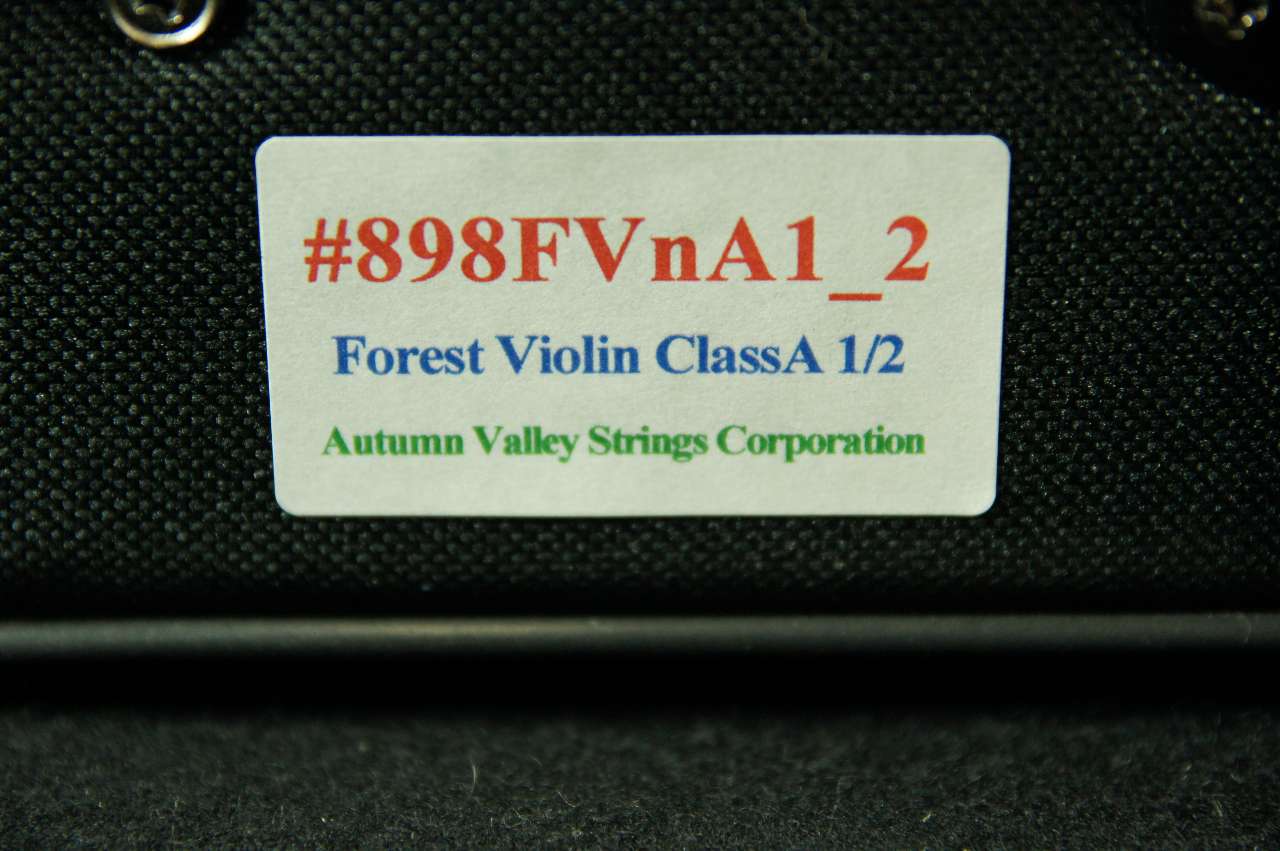 #898FVnA1_2
Forest Violin ClassA 1/2
Autumn Valley Strings Corporation